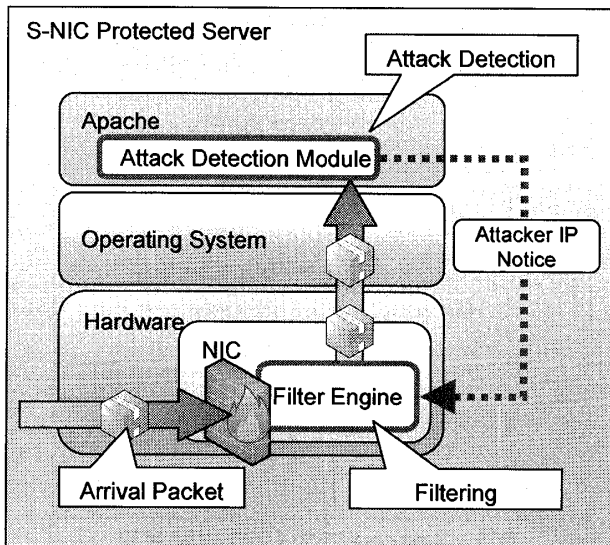 S-NIC Protected Server
Attack Detection
Apache
Attack Detection Module
Operating System
Attacker IP
Notice
Hardware
NIC
Filter Engine
Arrival Packet
Filtering